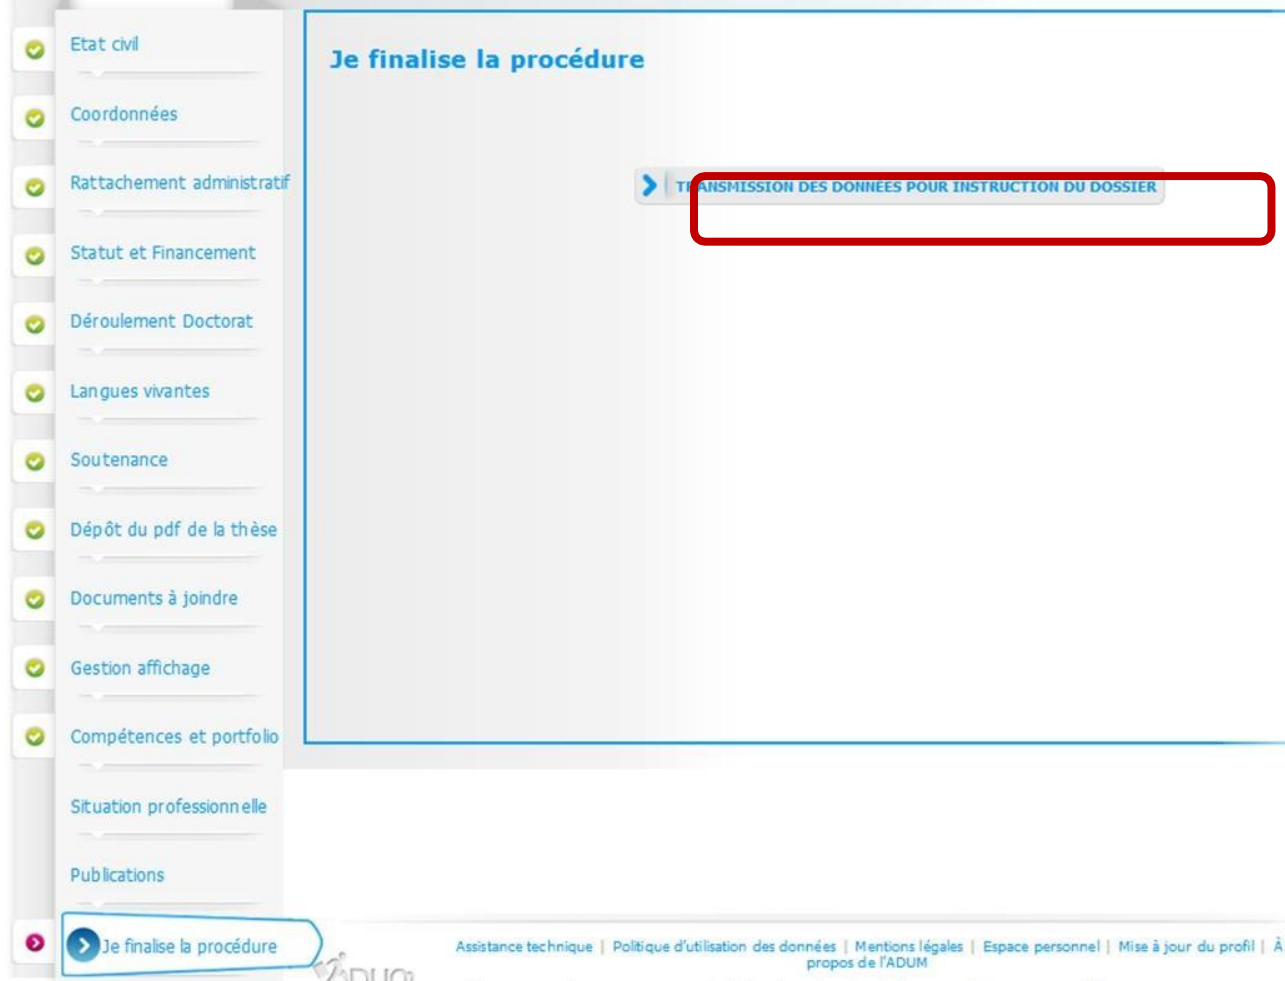 Etat civil
Coordonnées
Rattachement administratif
Statut et Financement
Déroulement Doctorat
Langues vivantes
Soutenance
Dépôt du pdf de la thèse
Documents à joindre
Gestion affichage
Compétences et portfolio
Situation professionnelle
Publications
Je finalise la procédure
Je finalise la procédure
TRANSMISSION DES DONNÉES POUR INSTRUCTION DU DOSSIER
Assistance technique | Politique d'utilisation des données | Mentions légales | Espace personnel | Mise à jour du profil | À
propos de l'ADUM